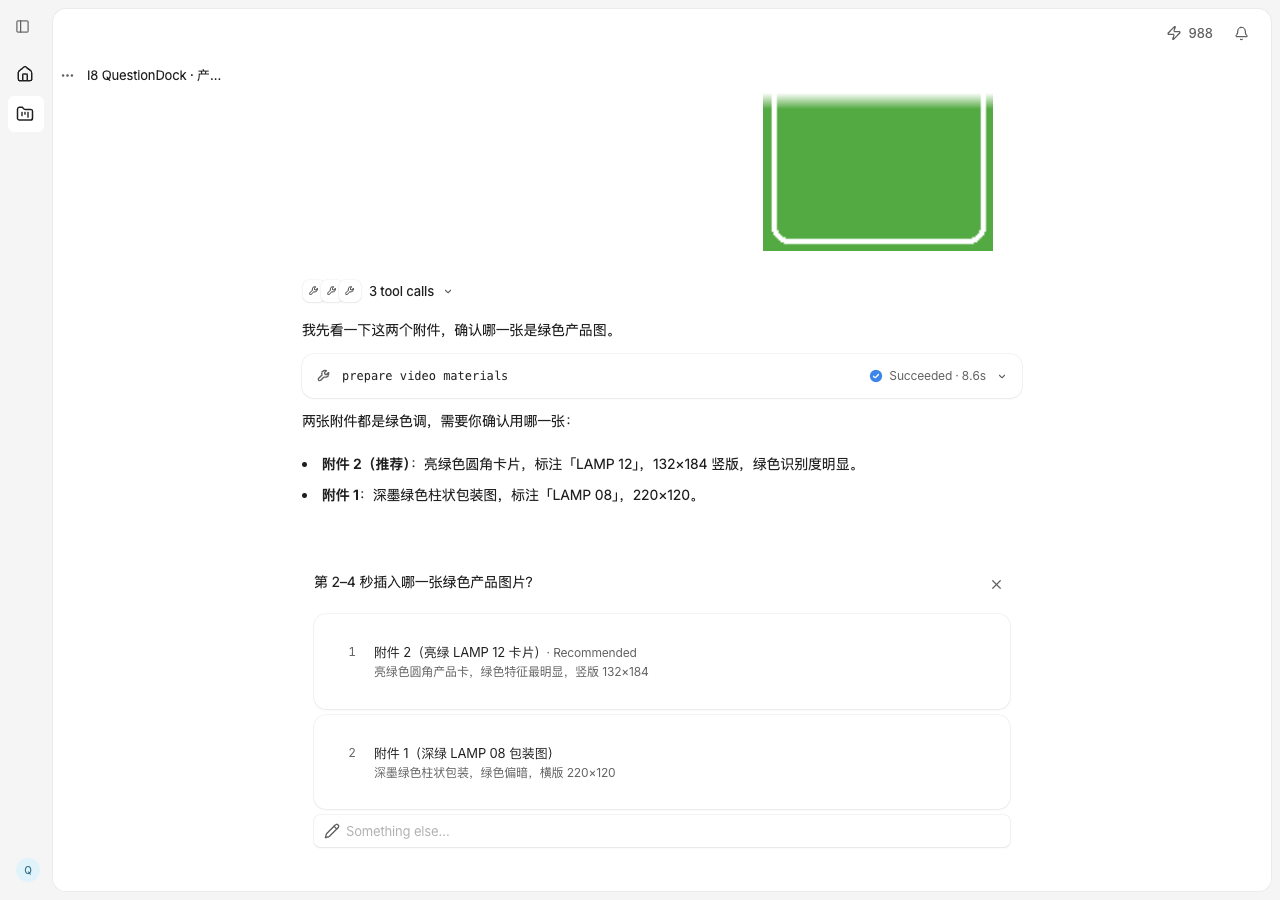 988
I8 QuestionDock · 产...
3 tool calls
我先看一下这两个附件，确认哪一张是绿色产品图。
prepare video materials
Succeeded · 8.6s
两张附件都是绿色调，需要你确认用哪一张：
附件 2（推荐）：亮绿色圆角卡片，标注「LAMP 12」，132×184 竖版，绿色识别度明显。
附件 1：深墨绿色柱状包装图，标注「LAMP 08」，220×120。
第 2–4 秒插入哪一张绿色产品图片?
1 附件 2（亮绿 LAMP 12 卡片）· Recommended
亮绿色圆角产品卡，绿色特征最明显，竖版 132×184
2 附件 1（深绿 LAMP 08 包装图）
深墨绿色柱状包装，绿色偏暗，横版 220×120
Something else...
Q